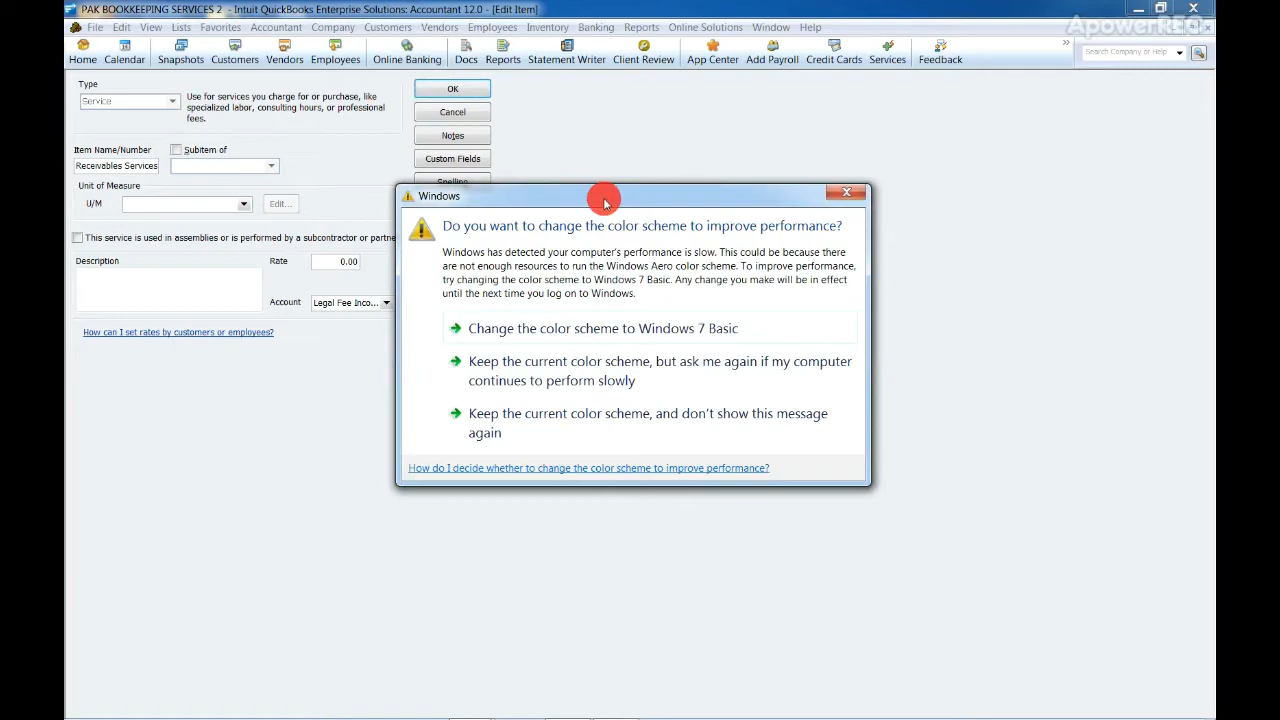 PAK BOOKKEEPING SERVICES 2 - Intuit QuickBooks Enterprise Solutions: Accountant 12.0 - [Edit Item]
File Edit View Lists Favorites Accountant Company Customers Vendors Employees Inventory Banking Reports Online Solutions Window Help
ApowerREC
Home Calendar Snapshots Customers Vendors Employees Online Banking Docs Reports Statement Writer Client Review App Center Add Payroll Credit Cards Services Feedback
Search Company or Help
Type
Service
Use for services you charge for or purchase, like
specialized labor, consulting hours, or professional
fees.
OK
Cancel
Notes
Custom Fields
Spelling
Item Name/Number
Subitem of
Receivables Services
Unit of Measure
U/M
Edit...
This service is used in assemblies or is performed by a subcontractor or partne
Description
Rate
0.00
Account
Legal Fee Inco...
How can I set rates by customers or employees?
Windows
Do you want to change the color scheme to improve performance?
Windows has detected your computer's performance is slow. This could be because there
are not enough resources to run the Windows Aero color scheme. To improve performance,
try changing the color scheme to Windows 7 Basic. Any change you make will be in effect
until the next time you log on to Windows.
Change the color scheme to Windows 7 Basic
Keep the current color scheme, but ask me again if my computer
continues to perform slowly
Keep the current color scheme, and don't show this message
again
How do I decide whether to change the color scheme to improve performance?